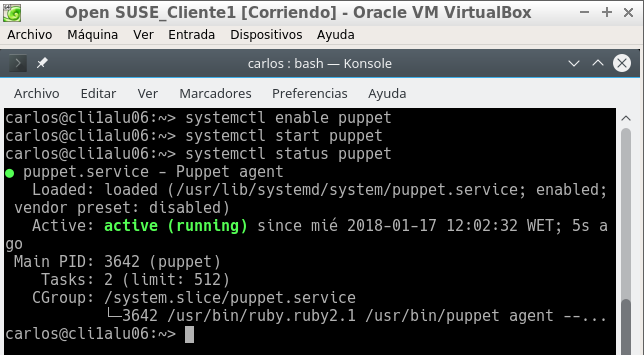 Open SUSE_Cliente1 [Corriendo] - Oracle VM VirtualBox
Archivo Máquina Ver Entrada Dispositivos Ayuda
carlos : bash — Konsole
Archivo Editar Ver Marcadores Preferencias Ayuda
carlos@cli1alu06:~> systemctl enable puppet
carlos@cli1alu06:~> systemctl start puppet
carlos@cli1alu06:~> systemctl status puppet
● puppet.service - Puppet agent
Loaded: loaded (/usr/lib/systemd/system/puppet.service; enabled;
vendor preset: disabled)
Active: active (running) since mié 2018-01-17 12:02:32 WET; 5s a
go
Main PID: 3642 (puppet)
Tasks: 2 (limit: 512)
CGroup: /system.slice/puppet.service
└─3642 /usr/bin/ruby.ruby2.1 /usr/bin/puppet agent --...
carlos@cli1alu06:~>